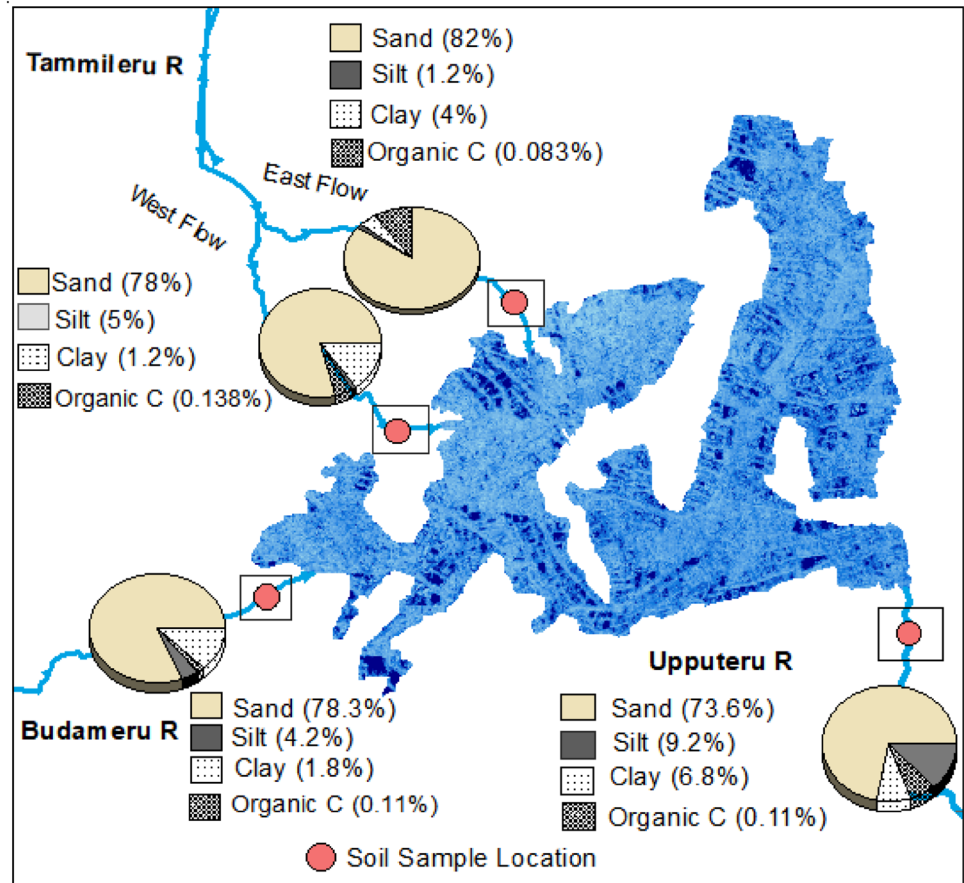 Tammileru R
Sand (82%)
Silt (1.2%)
Clay (4%)
Organic C (0.083%)
East Flow
West Flow
Sand (78%)
Silt (5%)
Clay (1.2%)
Organic C (0.138%)
Budameru R
Sand (78.3%)
Silt (4.2%)
Clay (1.8%)
Organic C (0.11%)
Upputeru R
Sand (73.6%)
Silt (9.2%)
Clay (6.8%)
Organic C (0.11%)
Soil Sample Location